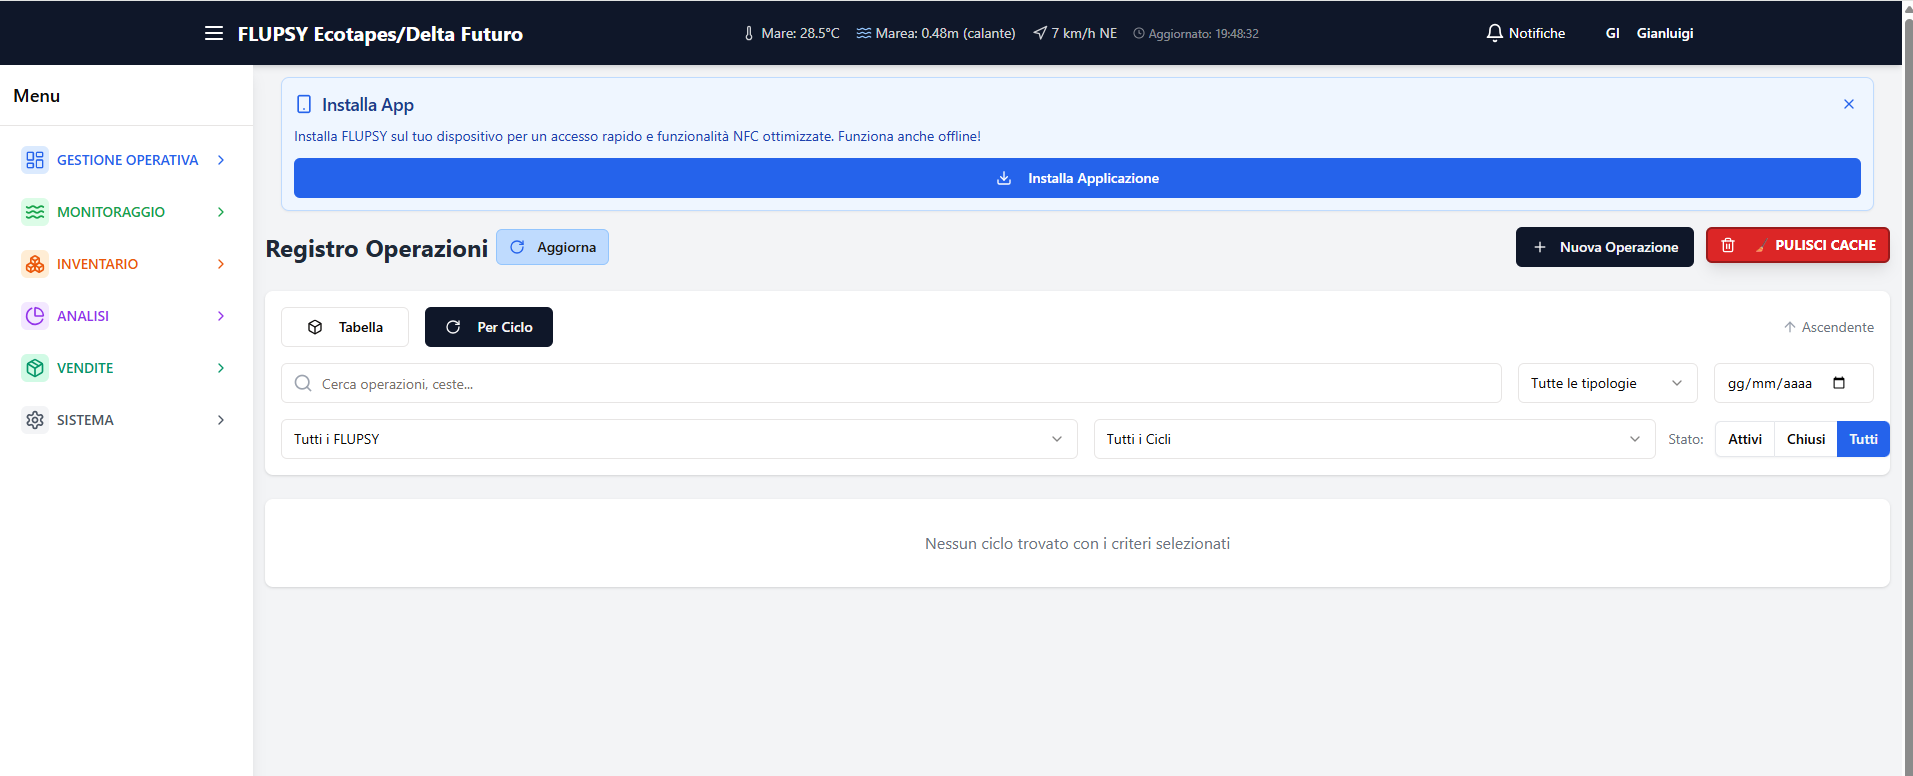 FLUPSY Ecotapes/Delta Futuro
Mare: 28.5°C
Marea: 0.48m (calante)
7 km/h NE
Aggiornato: 19:48:32
Notifiche
GI
Gianluigi
Menu
GESTIONE OPERATIVA
MONITORAGGIO
INVENTARIO
ANALISI
VENDITE
SISTEMA
Installa App
Installa FLUPSY sul tuo dispositivo per un accesso rapido e funzionalità NFC ottimizzate. Funziona anche offline!
Installa Applicazione
Registro Operazioni
Aggiorna
Nuova Operazione
PULISCI CACHE
Tabella
Per Ciclo
Ascendente
Cerca operazioni, ceste...
Tutte le tipologie
gg/mm/aaaa
Tutti i FLUPSY
Tutti i Cicli
Stato:
Attivi
Chiusi
Tutti
Nessun ciclo trovato con i criteri selezionati